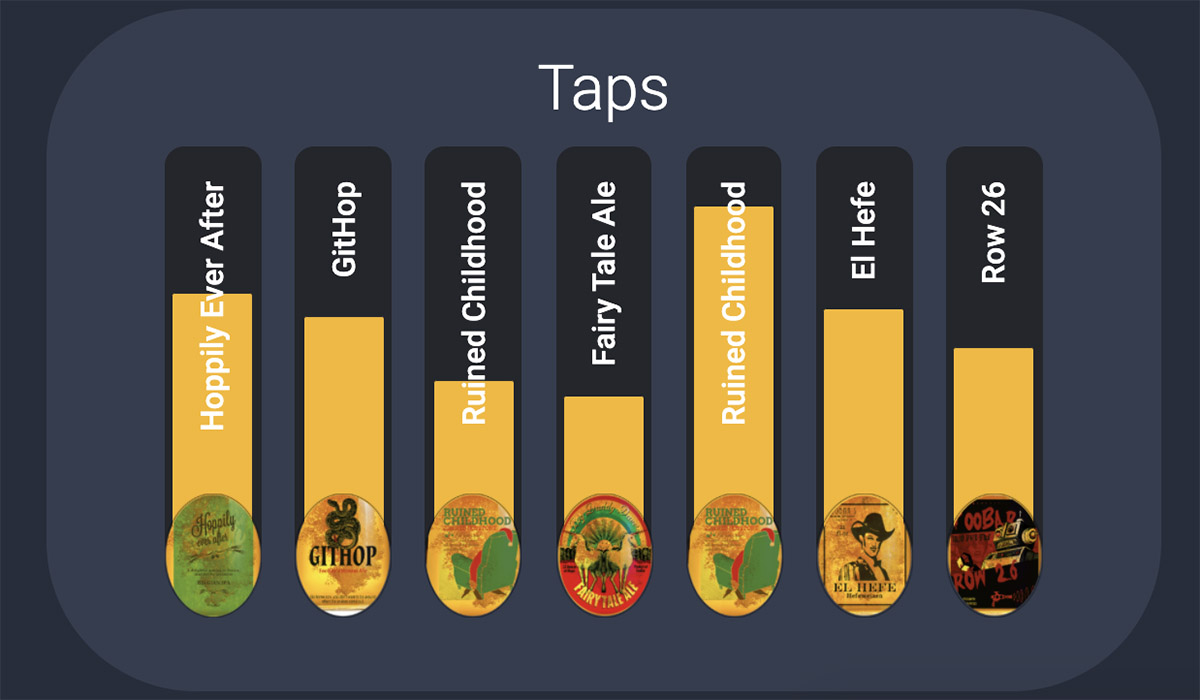 Taps
Hoppily Ever After
GitHop
Ruined Childhood
Fairy Tale Ale
Ruined Childhood
El Hefe
Row 26
Hoppily
ever after
GITHOP
RUINED
CHILDHOOD
FAIRY TALE ALE
RUINED
CHILDHOOD
EL HEFE
Hefeweizen
ROW 26